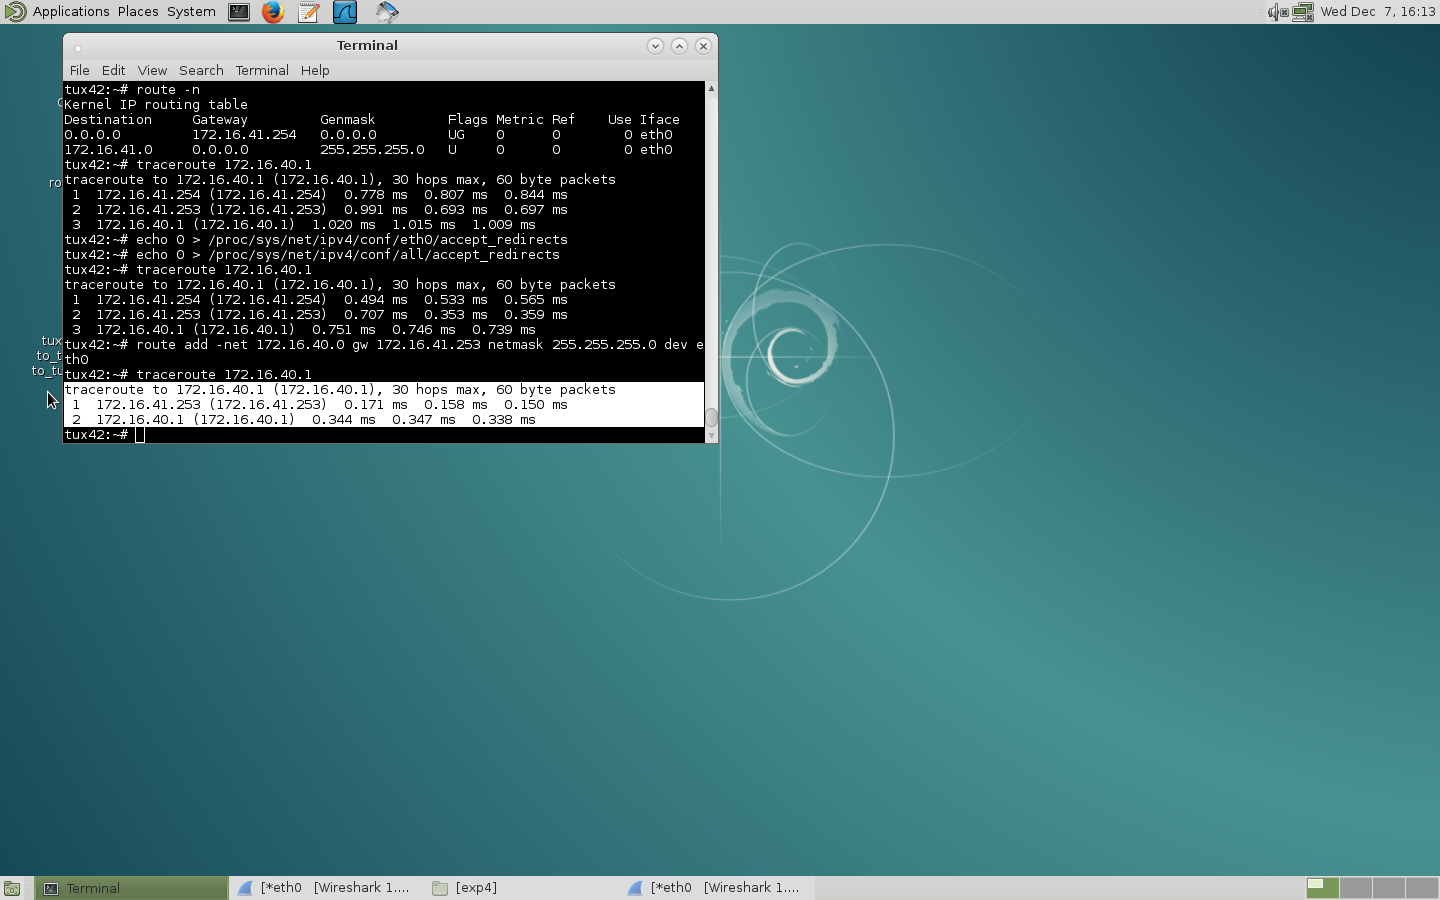 Applications Places System
Wed Dec  7, 16:13
Terminal
File Edit View Search Terminal Help
tux42:~# route -n
Kernel IP routing table
Destination     Gateway         Genmask         Flags Metric Ref    Use Iface
0.0.0.0         172.16.41.254   0.0.0.0         UG    0      0        0 eth0
172.16.41.0     0.0.0.0         255.255.255.0   U     0      0        0 eth0
tux42:~# traceroute 172.16.40.1
traceroute to 172.16.40.1 (172.16.40.1), 30 hops max, 60 byte packets
 1  172.16.41.254 (172.16.41.254)  0.778 ms  0.807 ms  0.844 ms
 2  172.16.41.253 (172.16.41.253)  0.991 ms  0.693 ms  0.697 ms
 3  172.16.40.1 (172.16.40.1)  1.020 ms  1.015 ms  1.009 ms
tux42:~# echo 0 > /proc/sys/net/ipv4/conf/eth0/accept_redirects
tux42:~# echo 0 > /proc/sys/net/ipv4/conf/all/accept_redirects
tux42:~# traceroute 172.16.40.1
traceroute to 172.16.40.1 (172.16.40.1), 30 hops max, 60 byte packets
 1  172.16.41.254 (172.16.41.254)  0.494 ms  0.533 ms  0.565 ms
 2  172.16.41.253 (172.16.41.253)  0.707 ms  0.353 ms  0.359 ms
 3  172.16.40.1 (172.16.40.1)  0.751 ms  0.746 ms  0.739 ms
tux42:~# route add -net 172.16.40.0 gw 172.16.41.253 netmask 255.255.255.0 dev e
th0
tux42:~# traceroute 172.16.40.1
traceroute to 172.16.40.1 (172.16.40.1), 30 hops max, 60 byte packets
 1  172.16.41.253 (172.16.41.253)  0.171 ms  0.158 ms  0.150 ms
 2  172.16.40.1 (172.16.40.1)  0.344 ms  0.347 ms  0.338 ms
tux42:~#
ro
tux
to_t
to_tu
Terminal
[*eth0   [Wireshark 1....
[exp4]
[*eth0   [Wireshark 1....